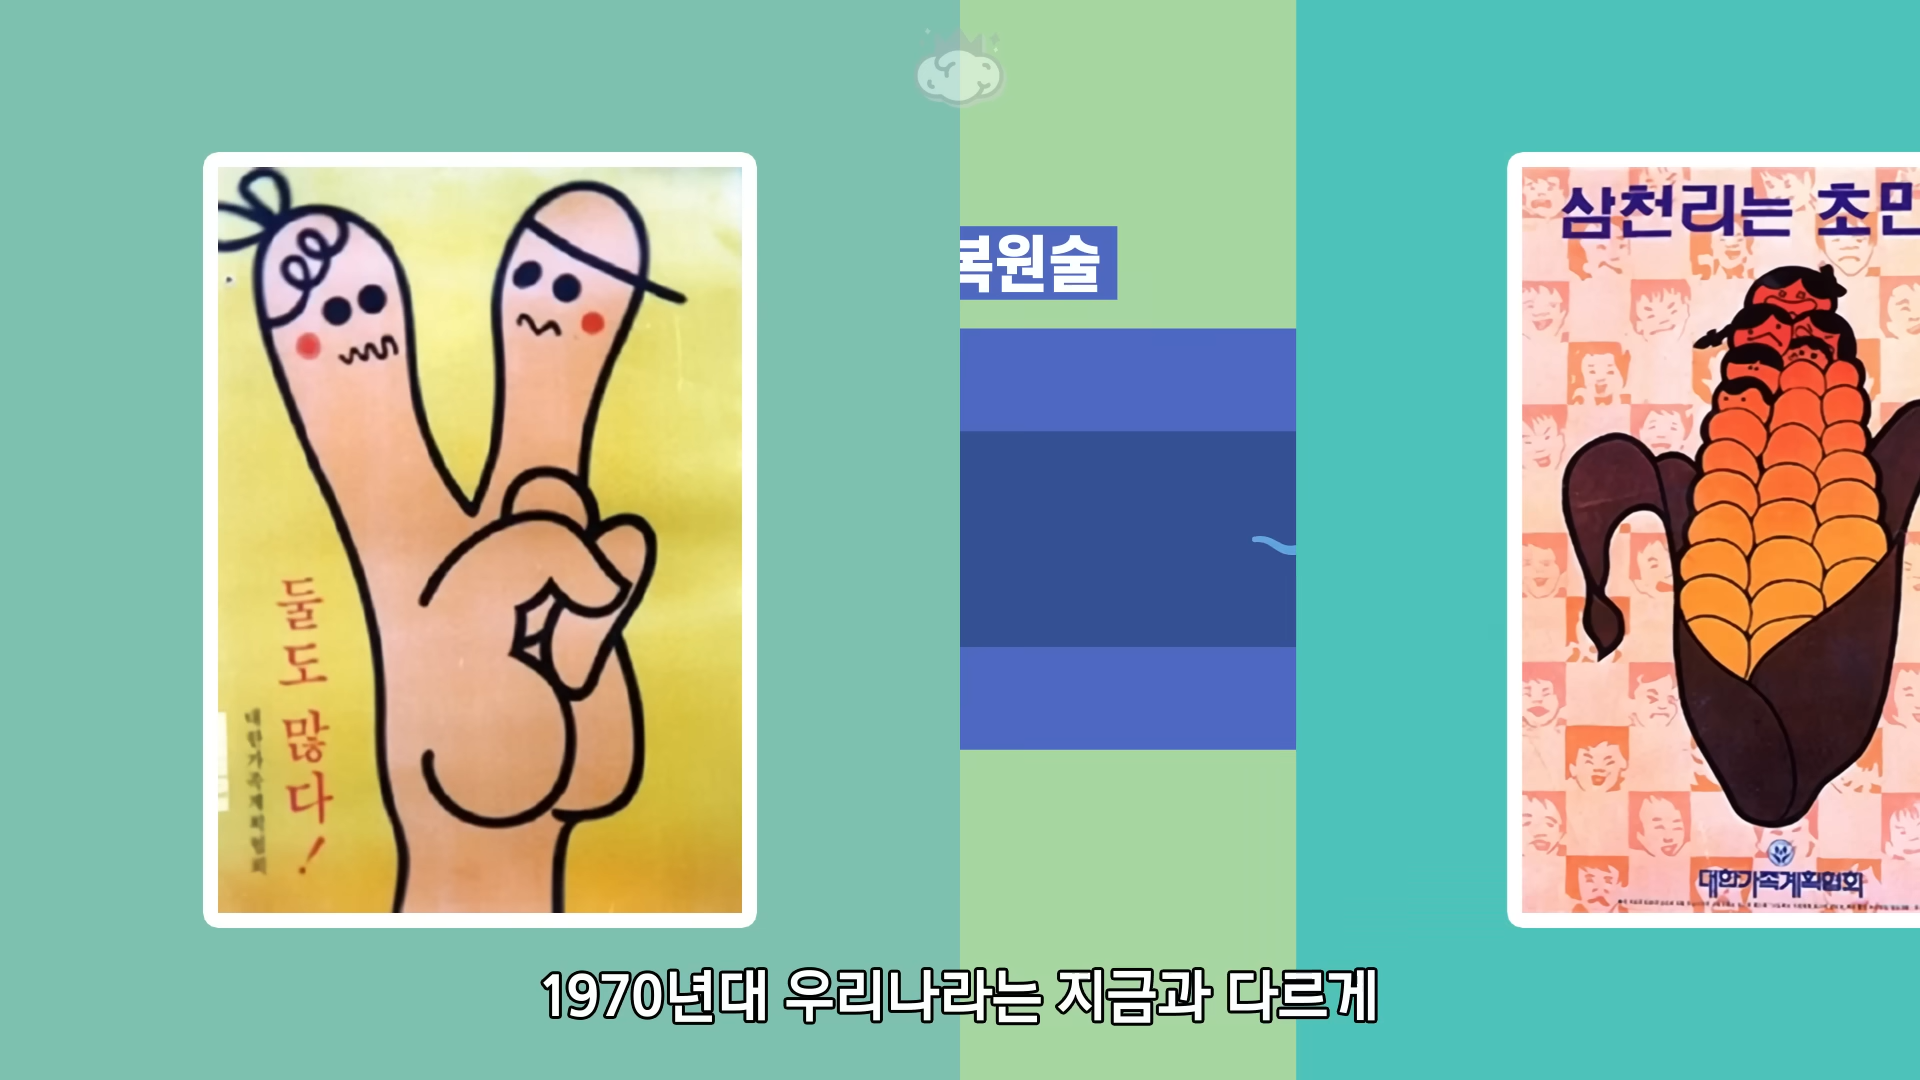 둘도 많다!
대한가족계획협회
복원술
삼천리는 초만
대한가족계획협회
1970년대 우리나라는 지금과 다르게